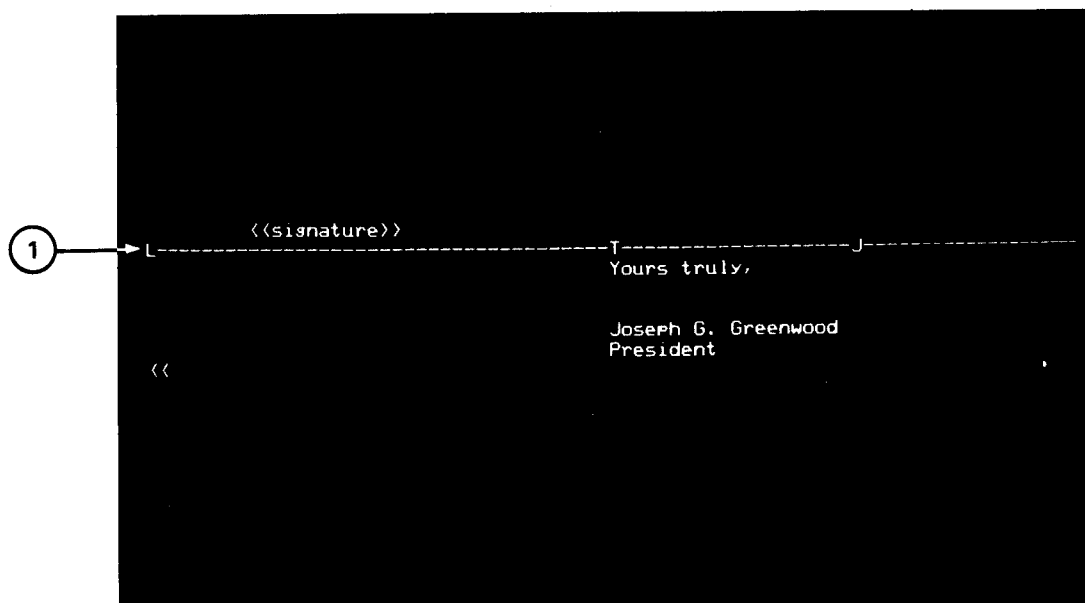 <<signature>>
1
L-------------------------------------------T----------------------J--------------------
Yours truly,
Joseph G. Greenwood
President
<<